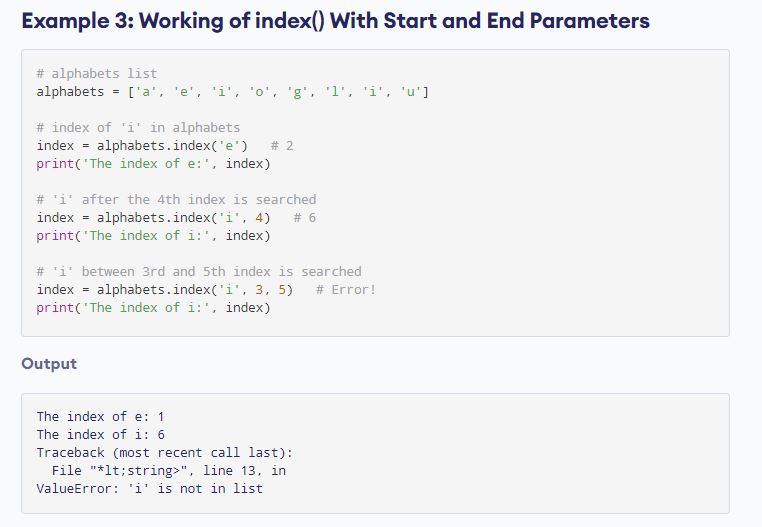 Example 3: Working of index() With Start and End Parameters
# alphabets list
alphabets = ['a', 'e', 'i', 'o', 'g', 'l', 'i', 'u']
# index of 'i' in alphabets
index = alphabets.index('e')   # 2
print('The index of e:', index)
# 'i' after the 4th index is searched
index = alphabets.index('i', 4)   # 6
print('The index of i:', index)
# 'i' between 3rd and 5th index is searched
index = alphabets.index('i', 3, 5)   # Error!
print('The index of i:', index)
Output
The index of e: 1
The index of i: 6
Traceback (most recent call last):
  File "*lt;string>", line 13, in
ValueError: 'i' is not in list